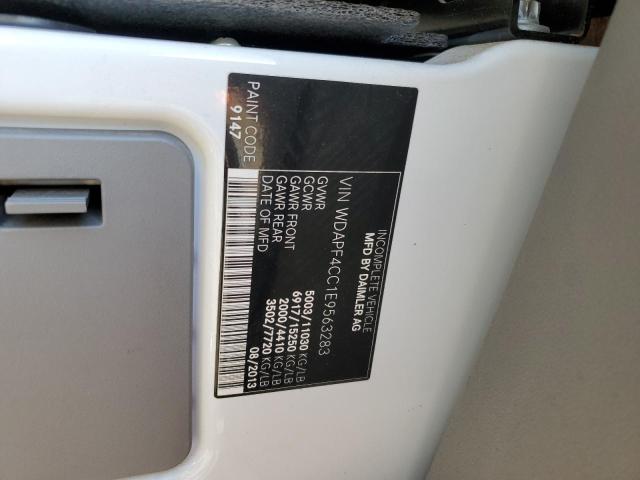 INCOMPLETE VEHICLE
MFD BY DAIMLER AG
VIN WDAPF4CC1E9563283
GVWR 5003/11030 KG/LB
GCWR 6917/15250 KG/LB
GAWR FRONT 2000/4410 KG/LB
GAWR REAR 3502/7720 KG/LB
DATE OF MFD 08/2013
PAINT CODE
9147